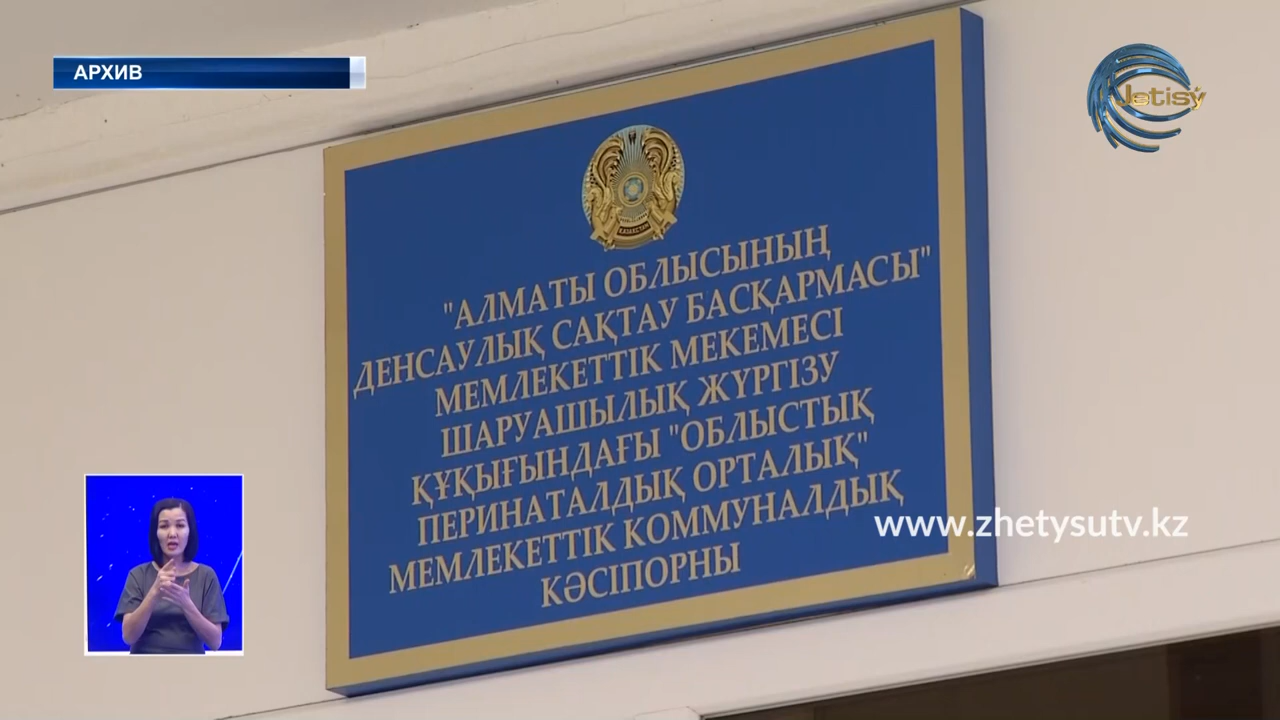 АРХИВ
Jetisý
ҚАЗАҚСТАН
"АЛМАТЫ ОБЛЫСЫНЫҢ
ДЕНСАУЛЫҚ САҚТАУ БАСҚАРМАСЫ"
МЕМЛЕКЕТТІК МЕКЕМЕСІ
ШАРУАШЫЛЫҚ ЖҮРГІЗУ
ҚҰҚЫҒЫНДАҒЫ "ОБЛЫСТЫҚ
ПЕРИНАТАЛДЫҚ ОРТАЛЫҚ"
МЕМЛЕКЕТТІК КОММУНАЛДЫҚ
КӘСІПОРНЫ
www.zhetysutv.kz